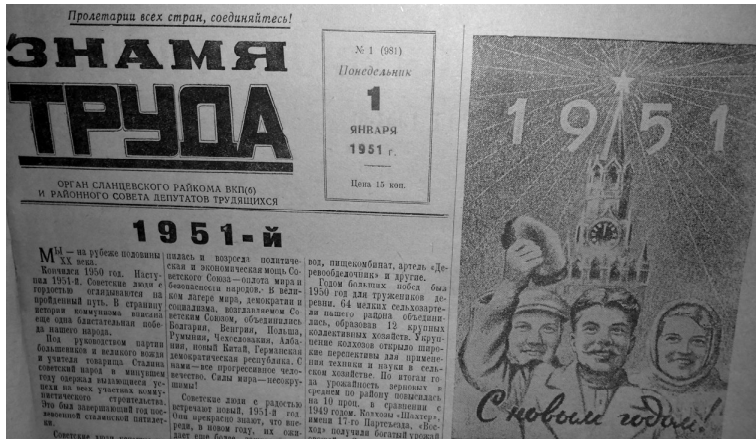 Пролетарии всех стран, соединяйтесь!
ЗНАМЯ
ТРУДА
ОРГАН СЛАНЦЕВСКОГО РАЙКОМА ВКП(б)
И РАЙОННОГО СОВЕТА ДЕПУТАТОВ ТРУДЯЩИХСЯ
№ 1 (981)
Понедельник
1
ЯНВАРЯ
1951 г.
Цена 15 коп.
1951-й
МЫ — на рубеже половины
XX века.
Кончился 1950 год. Насту-
пил 1951-й. Советские люди с
гордостью оглядываются на
пройденный путь. В страницу
истории коммунизма вписана
еще одна блистательная побе-
да нашего народа.
Под руководством партии
большевиков и великого вождя
и учителя товарища Сталина
советский народ в минувшем
году одержал выдающиеся ус-
пехи на всех участках комму-
нистического строительства.
Это был завершающий год пос-
левоенной сталинской пятилет-
ки.
Советские люди
пилась и возросла политиче-
ская и экономическая мощь Со-
ветского Союза — оплота мира и
безопасности народов. В вели-
ком лагере мира, демократии и
социализма, возглавляемом Со-
ветским Союзом, объединились
Болгария, Венгрия, Польша,
Румыния, Чехословакия, Алба-
ния, новый Китай, Германская
демократическая республика. С
нами — все прогрессивное чело-
вечество. Силы мира — несокру-
шимы!
Советские люди с радостью
встречают новый, 1951-й год.
Они прекрасно знают, что впе-
реди, в новом году, их ожи-
дает еще более
вод, пищекомбинат, артель «Де-
ревообделочник» и другие.
Годом больших побед был
1950 год для тружеников де-
ревни. 64 мелких сельхозарте-
ли нашего района объедини-
лись, образовав 12 крупных
коллективных хозяйств. Укруп-
нение колхозов открыло широ-
кие перспективы для примене-
ния техники и науки в сель-
ском хозяйстве. По итогам го-
да урожайность зерновых в
среднем по району повысилась
на 10 проц. в сравнении с
1949 годом. Колхозы «Шахтер»,
имени 17-го Партсъезда, «Вос-
ход» получили богатый урожай
1951
С новым годом!